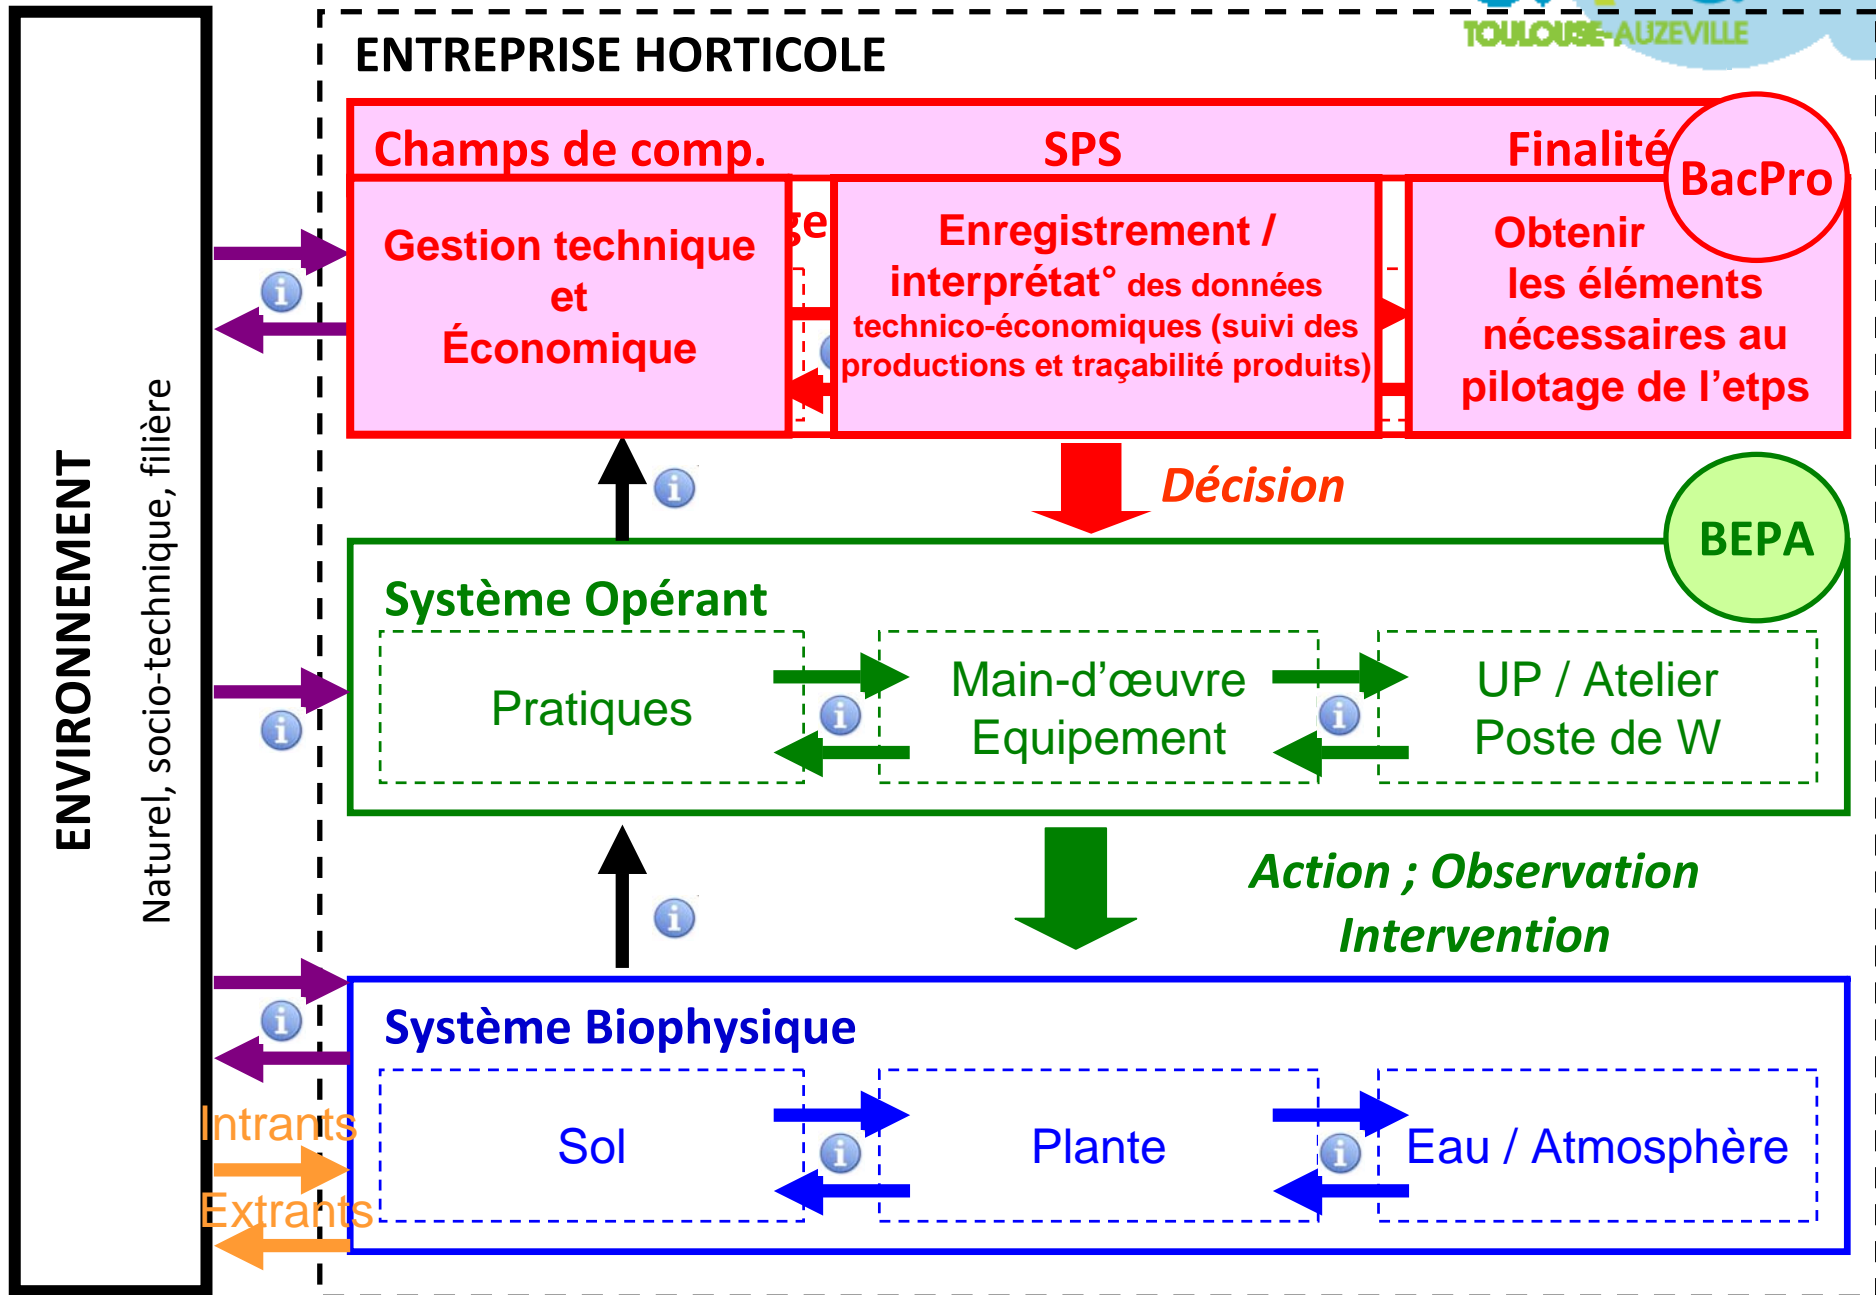 TOULOUSE-AUZEVILLE
ENTREPRISE HORTICOLE
Champs de comp.
SPS
Finalité
BacPro
Gestion technique
et
Économique
ge
Enregistrement /
interprétat° des données
technico-économiques (suivi des
productions et traçabilité produits)
Obtenir
les éléments
nécessaires au
pilotage de l'etps
Décision
BEPA
Système Opérant
Pratiques
Main-d'œuvre
Equipement
UP / Atelier
Poste de W
Action ; Observation
Intervention
Système Biophysique
Sol
Plante
Eau / Atmosphère
ENVIRONNEMENT
Naturel, socio-technique, filière
Intrants
Extrants